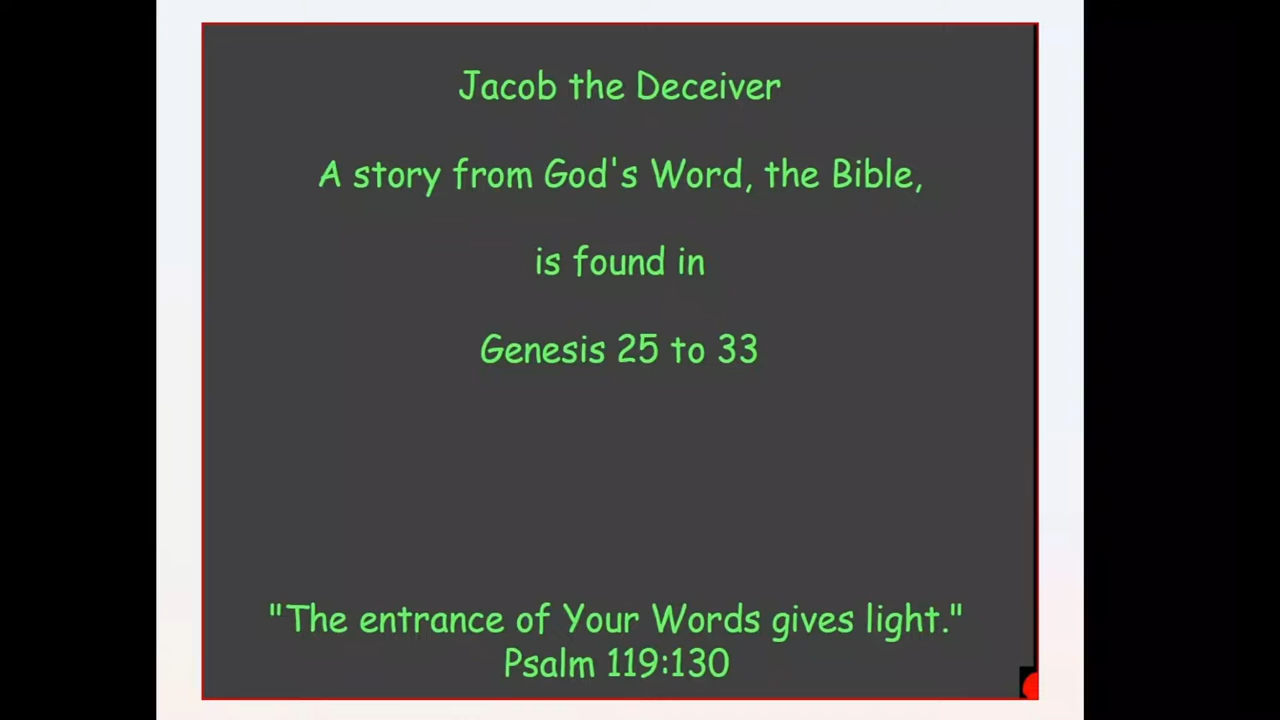 Jacob the Deceiver
A story from God's Word, the Bible,
is found in
Genesis 25 to 33
"The entrance of Your Words gives light."
Psalm 119:130